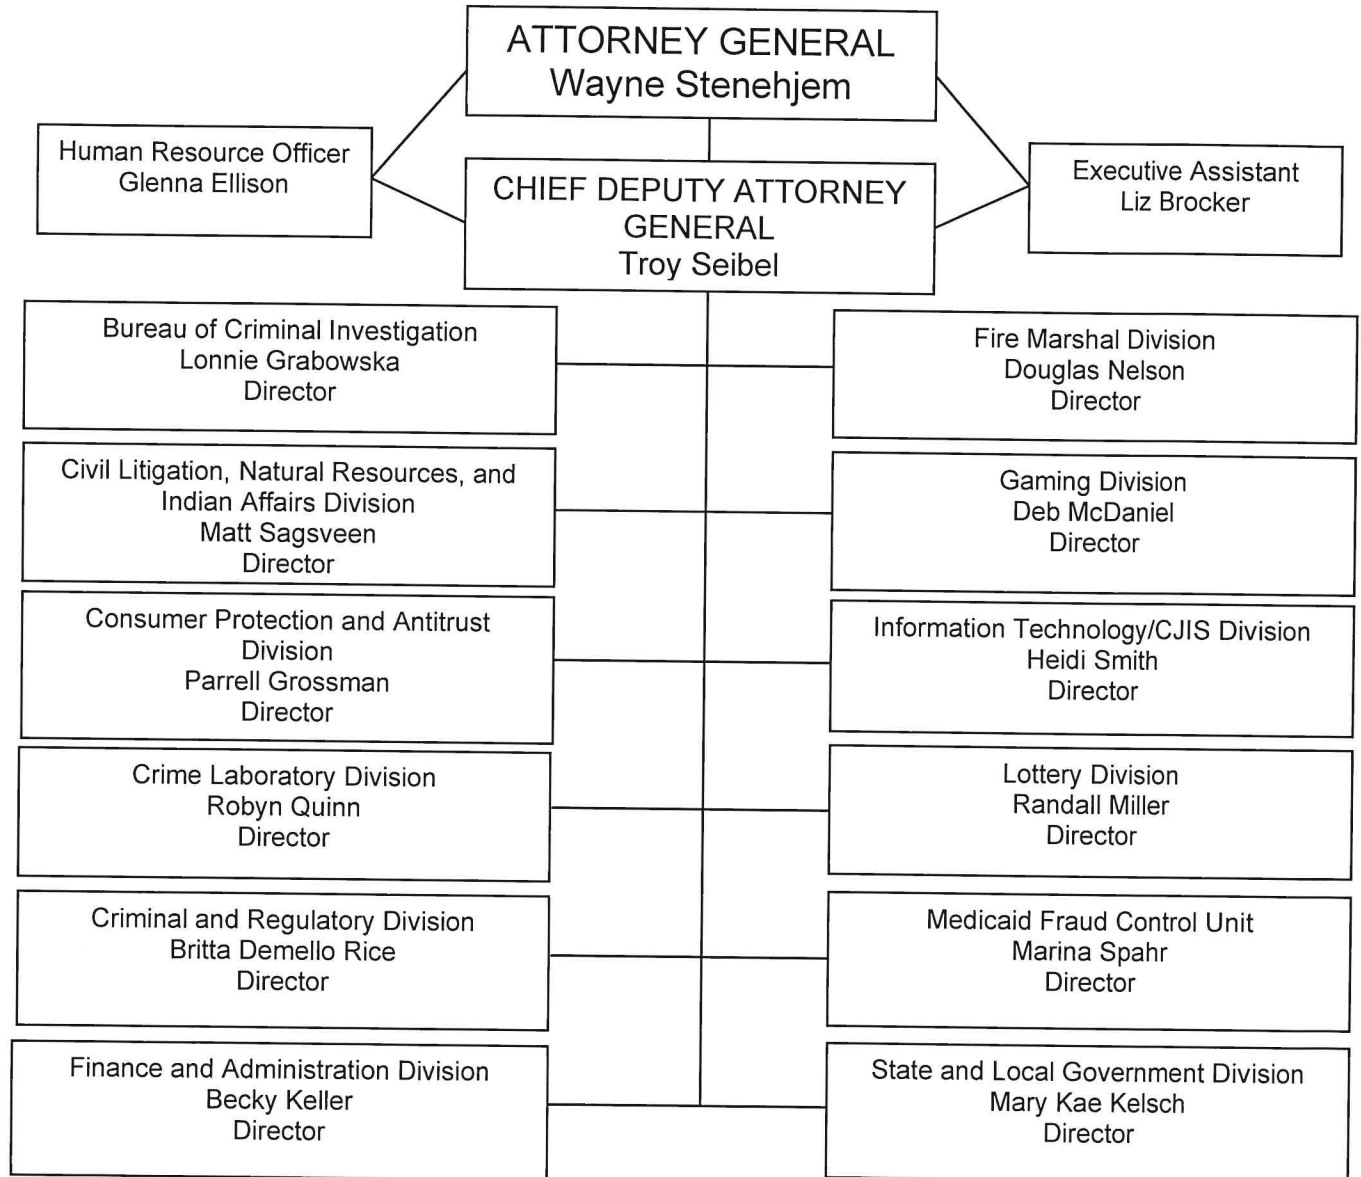 ATTORNEY GENERAL
Wayne Stenehjem
Human Resource Officer
Glenna Ellison
CHIEF DEPUTY ATTORNEY
GENERAL
Troy Seibel
Executive Assistant
Liz Brocker
Bureau of Criminal Investigation
Lonnie Grabowska
Director
Fire Marshal Division
Douglas Nelson
Director
Civil Litigation, Natural Resources, and
Indian Affairs Division
Matt Sagsveen
Director
Gaming Division
Deb McDaniel
Director
Consumer Protection and Antitrust
Division
Parrell Grossman
Director
Information Technology/CJIS Division
Heidi Smith
Director
Crime Laboratory Division
Robyn Quinn
Director
Lottery Division
Randall Miller
Director
Criminal and Regulatory Division
Britta Demello Rice
Director
Medicaid Fraud Control Unit
Marina Spahr
Director
Finance and Administration Division
Becky Keller
Director
State and Local Government Division
Mary Kae Kelsch
Director